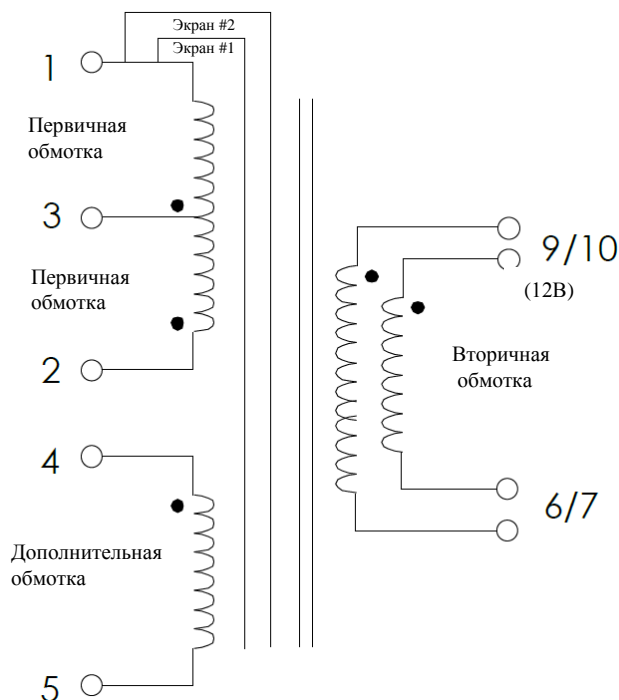 Экран #2
Экран #1
1
Первичная
обмотка
3
9/10
(12В)
Первичная
обмотка
Вторичная
обмотка
2
4
6/7
Дополнительная
обмотка
5